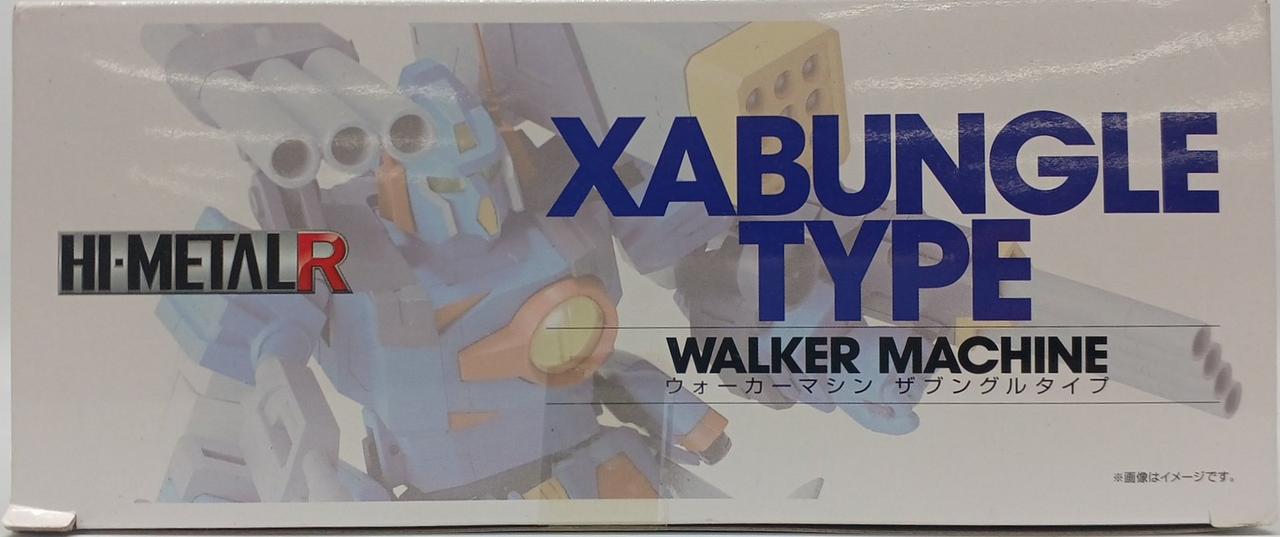 HI-METAL R
XABUNGLE
TYPE
WALKER MACHINE
ウォーカーマシン ザブングルタイプ
※画像はイメージです。